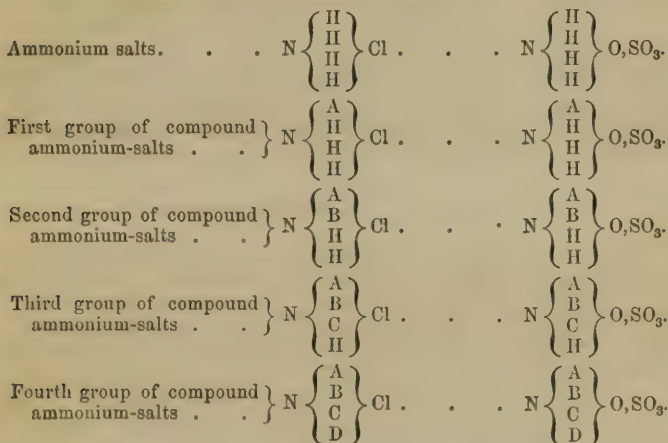 H H
H H
Ammonium salts. . . . N { } Cl . . . N { } O,SO₃.
H H
H H
A A
First group of compound } H H
ammonium-salts . . } N { } Cl . . . N { } O,SO₃.
H H
H H
A A
Second group of compound } B B
ammonium-salts . . } N { } Cl . . . N { } O,SO₃.
H H
H H
A A
Third group of compound } B B
ammonium-salts . . } N { } Cl . . . N { } O,SO₃.
C C
H H
A A
Fourth group of compound } B B
ammonium-salts . . } N { } Cl . . . N { } O,SO₃.
C C
D D